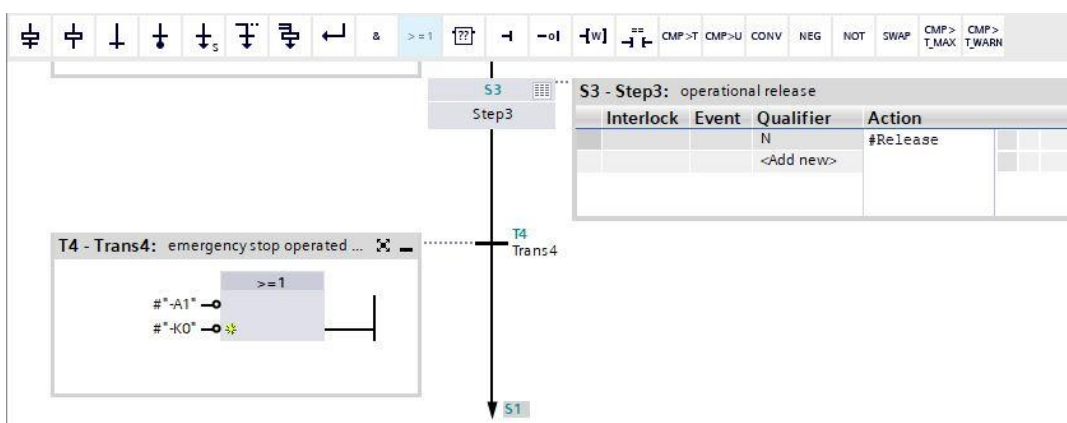 S
& >=1 ?? W == CMP>T CMP>U CONV NEG NOT SWAP CMP> T_MAX CMP> T_WARN
S3
Step3
S3 - Step3: operational release
Interlock Event Qualifier Action
N #Release
<Add new>
T4
Trans4
T4 - Trans4: emergency stop operated ...
>=1
#"-A1"
#"-K0"
S1